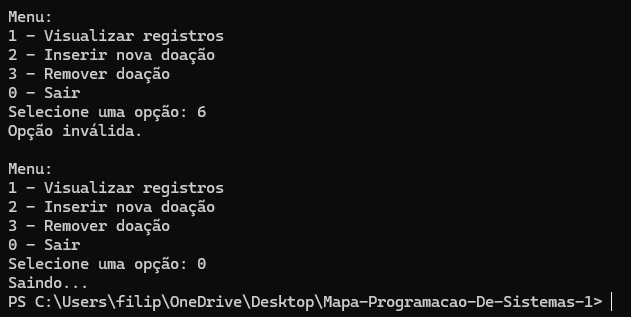 Menu:
1 - Visualizar registros
2 - Inserir nova doação
3 - Remover doação
0 - Sair
Selecione uma opção: 6
Opção inválida.
Menu:
1 - Visualizar registros
2 - Inserir nova doação
3 - Remover doação
0 - Sair
Selecione uma opção: 0
Saindo...
PS C:\Users\filip\OneDrive\Desktop\Mapa-Programacao-De-Sistemas-1>